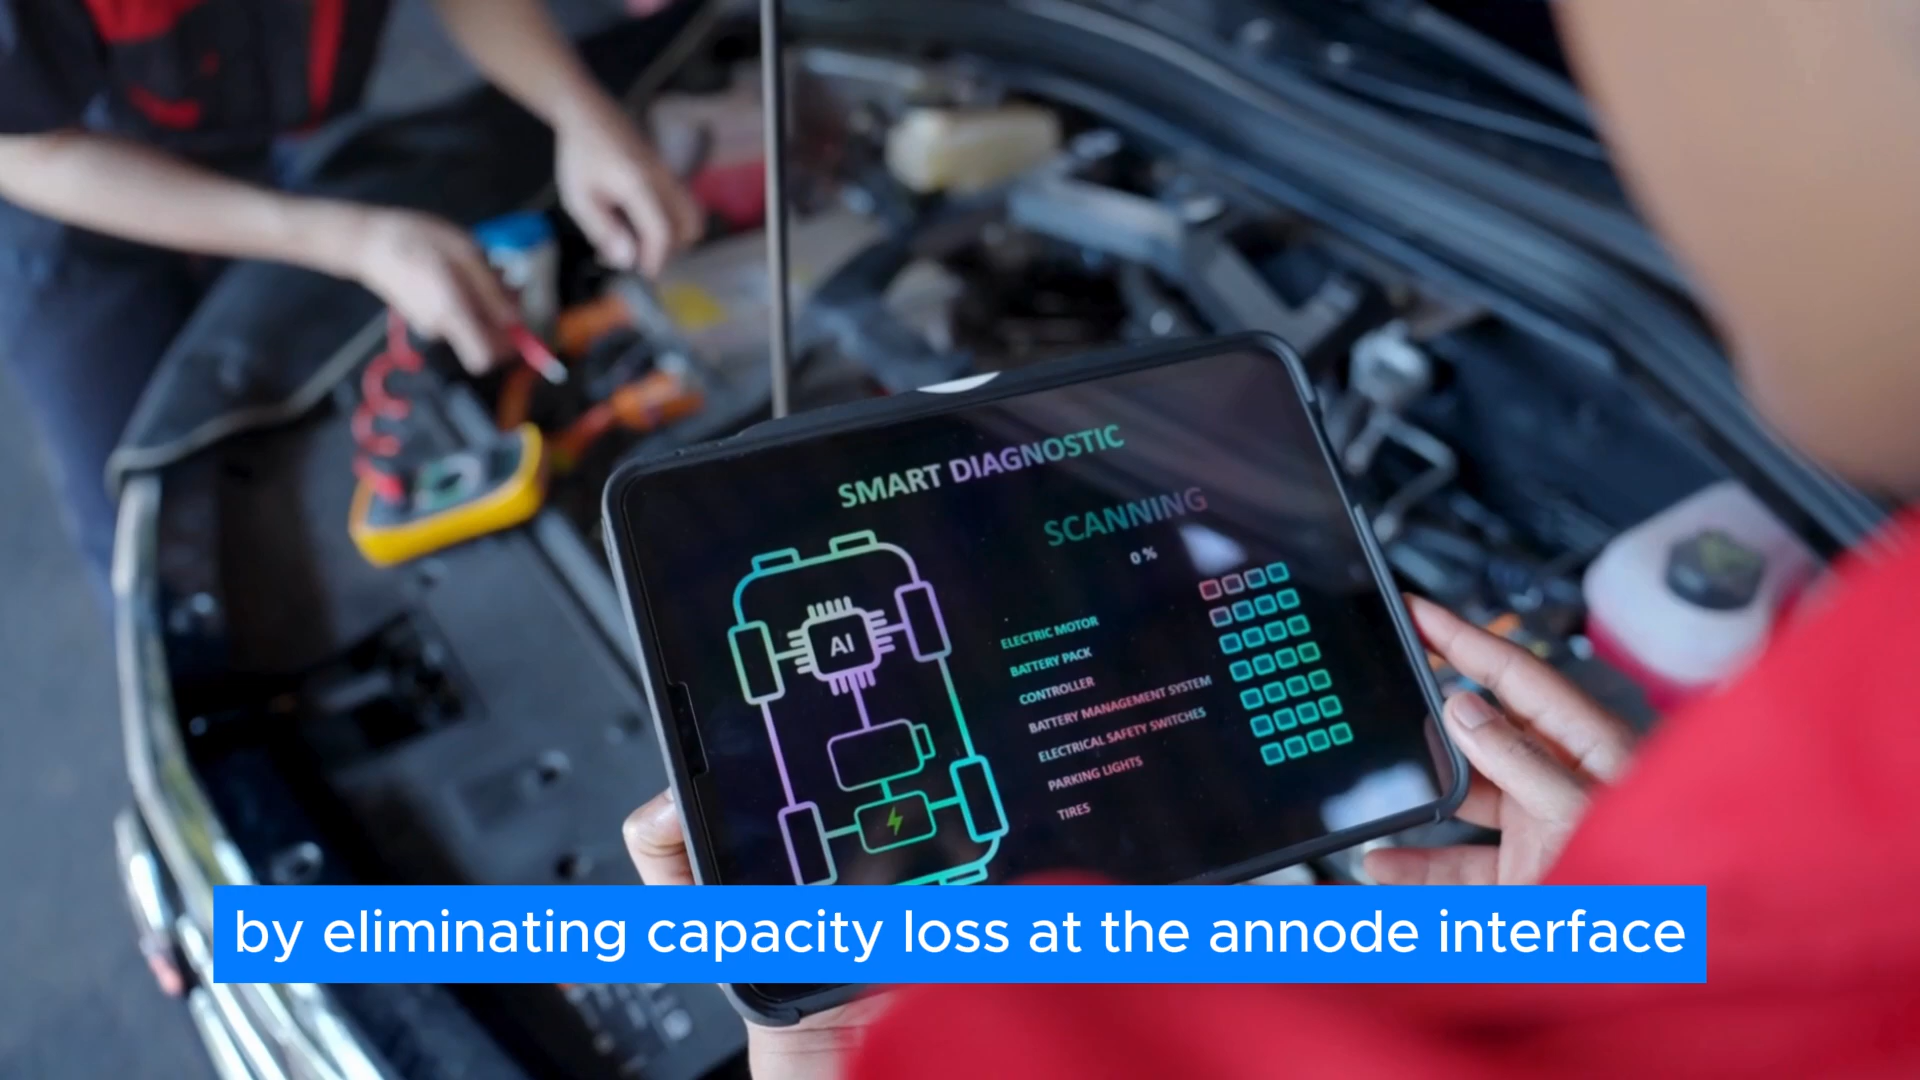 SMART DIAGNOSTIC
SCANNING
0 %
AI
ELECTRIC MOTOR
BATTERY PACK
CONTROLLER
BATTERY MANAGEMENT SYSTEM
ELECTRICAL SAFETY SWITCHES
PARKING LIGHTS
TIRES
by eliminating capacity loss at the annode interface